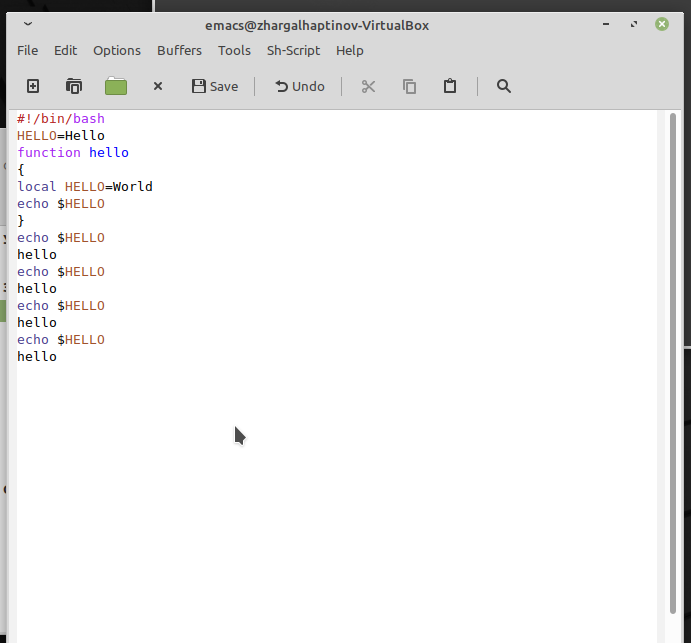 emacs@zhargalhaptinov-VirtualBox
File Edit Options Buffers Tools Sh-Script Help
Save Undo
#!/bin/bash
HELLO=Hello
function hello
{
local HELLO=World
echo $HELLO
}
echo $HELLO
hello
echo $HELLO
hello
echo $HELLO
hello
echo $HELLO
hello